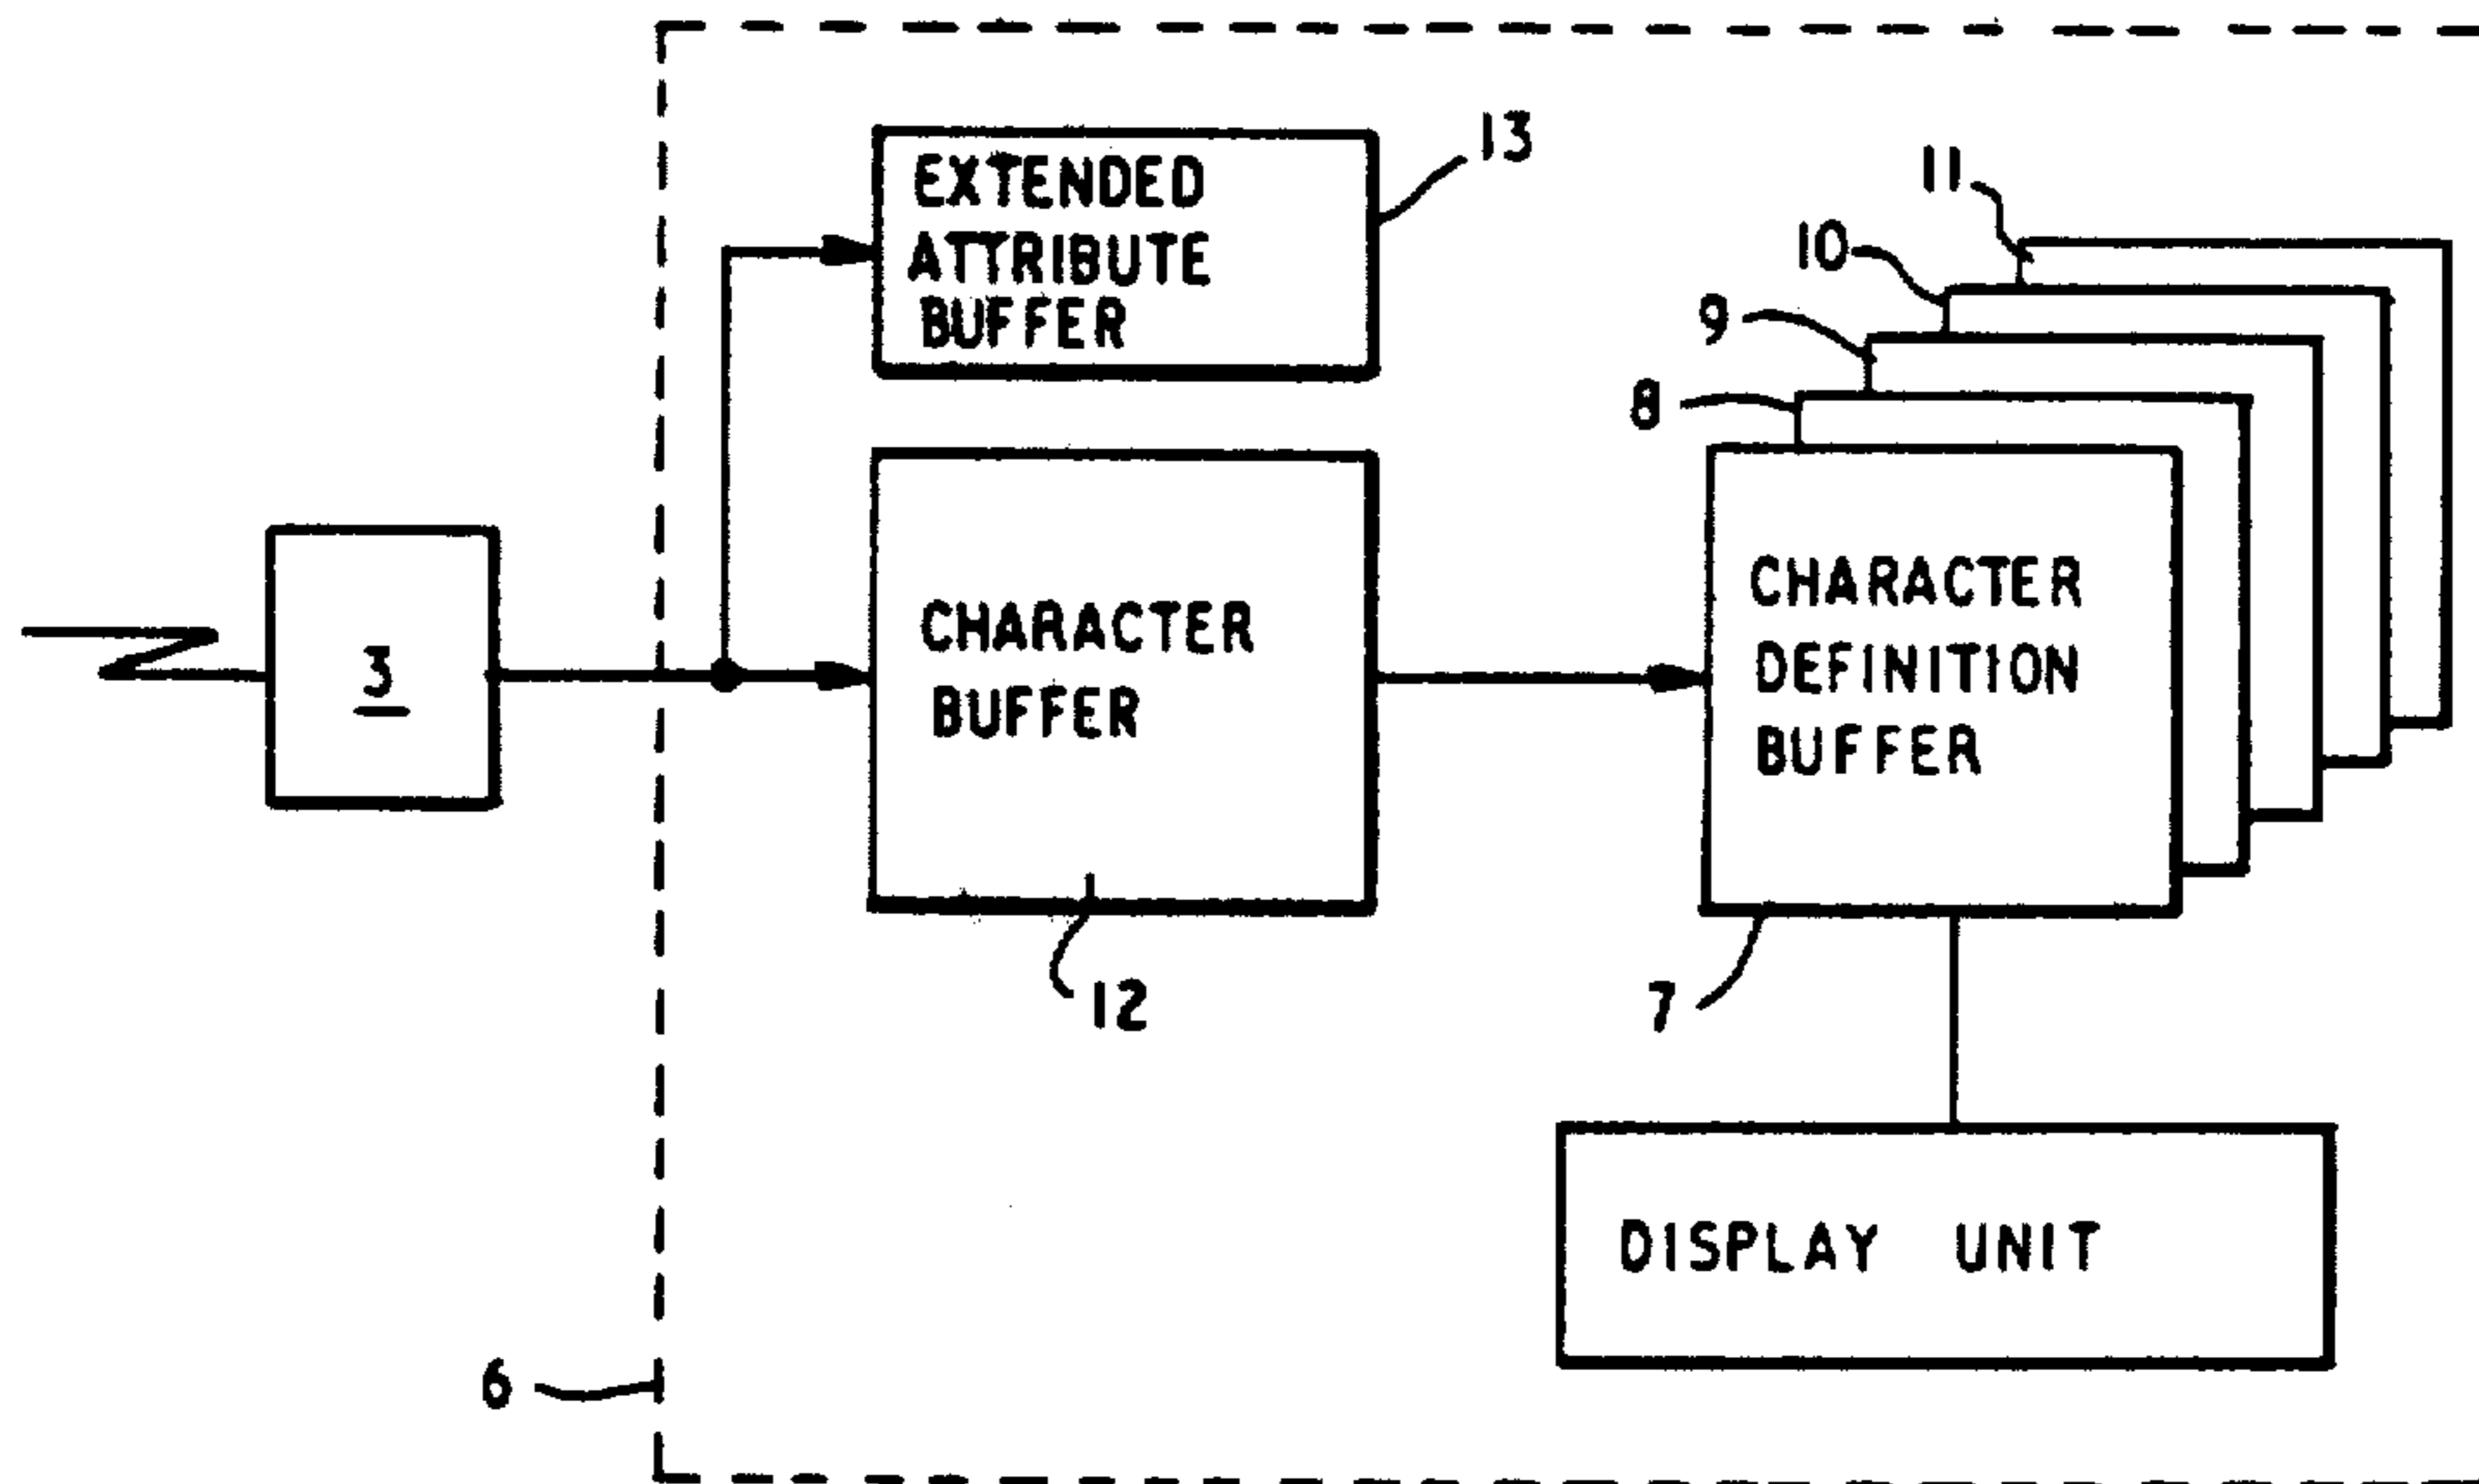 13
EXTENDED
ATTRIBUTE
BUFFER
11
10
9
8
3
CHARACTER
BUFFER
CHARACTER
DEFINITION
BUFFER
12
7
DISPLAY UNIT
6